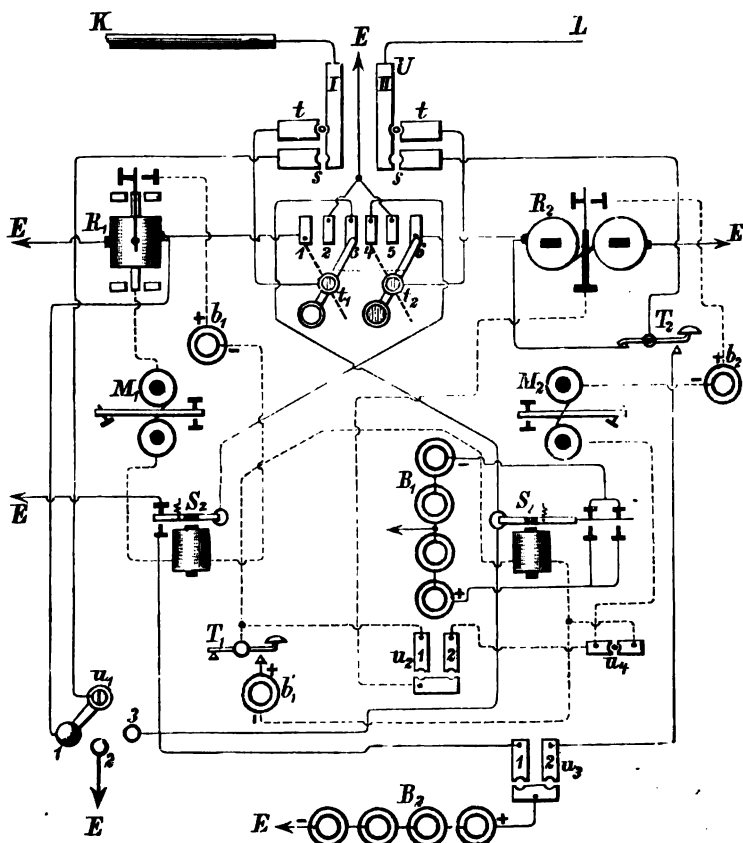 K E L
I II U
t t
s s
E R₁ 1 2 3 4 5 6 R₂ E
t₁ t₂
+ b₁ - T₂
M₁ M₂ - + b₂
B₁ -
E S₂ S₁
+
T₁ u₂ 1 2 u₄
+ b'₁ -
u₁
1 2 3
E
1 2 u₃
E - B₂ +